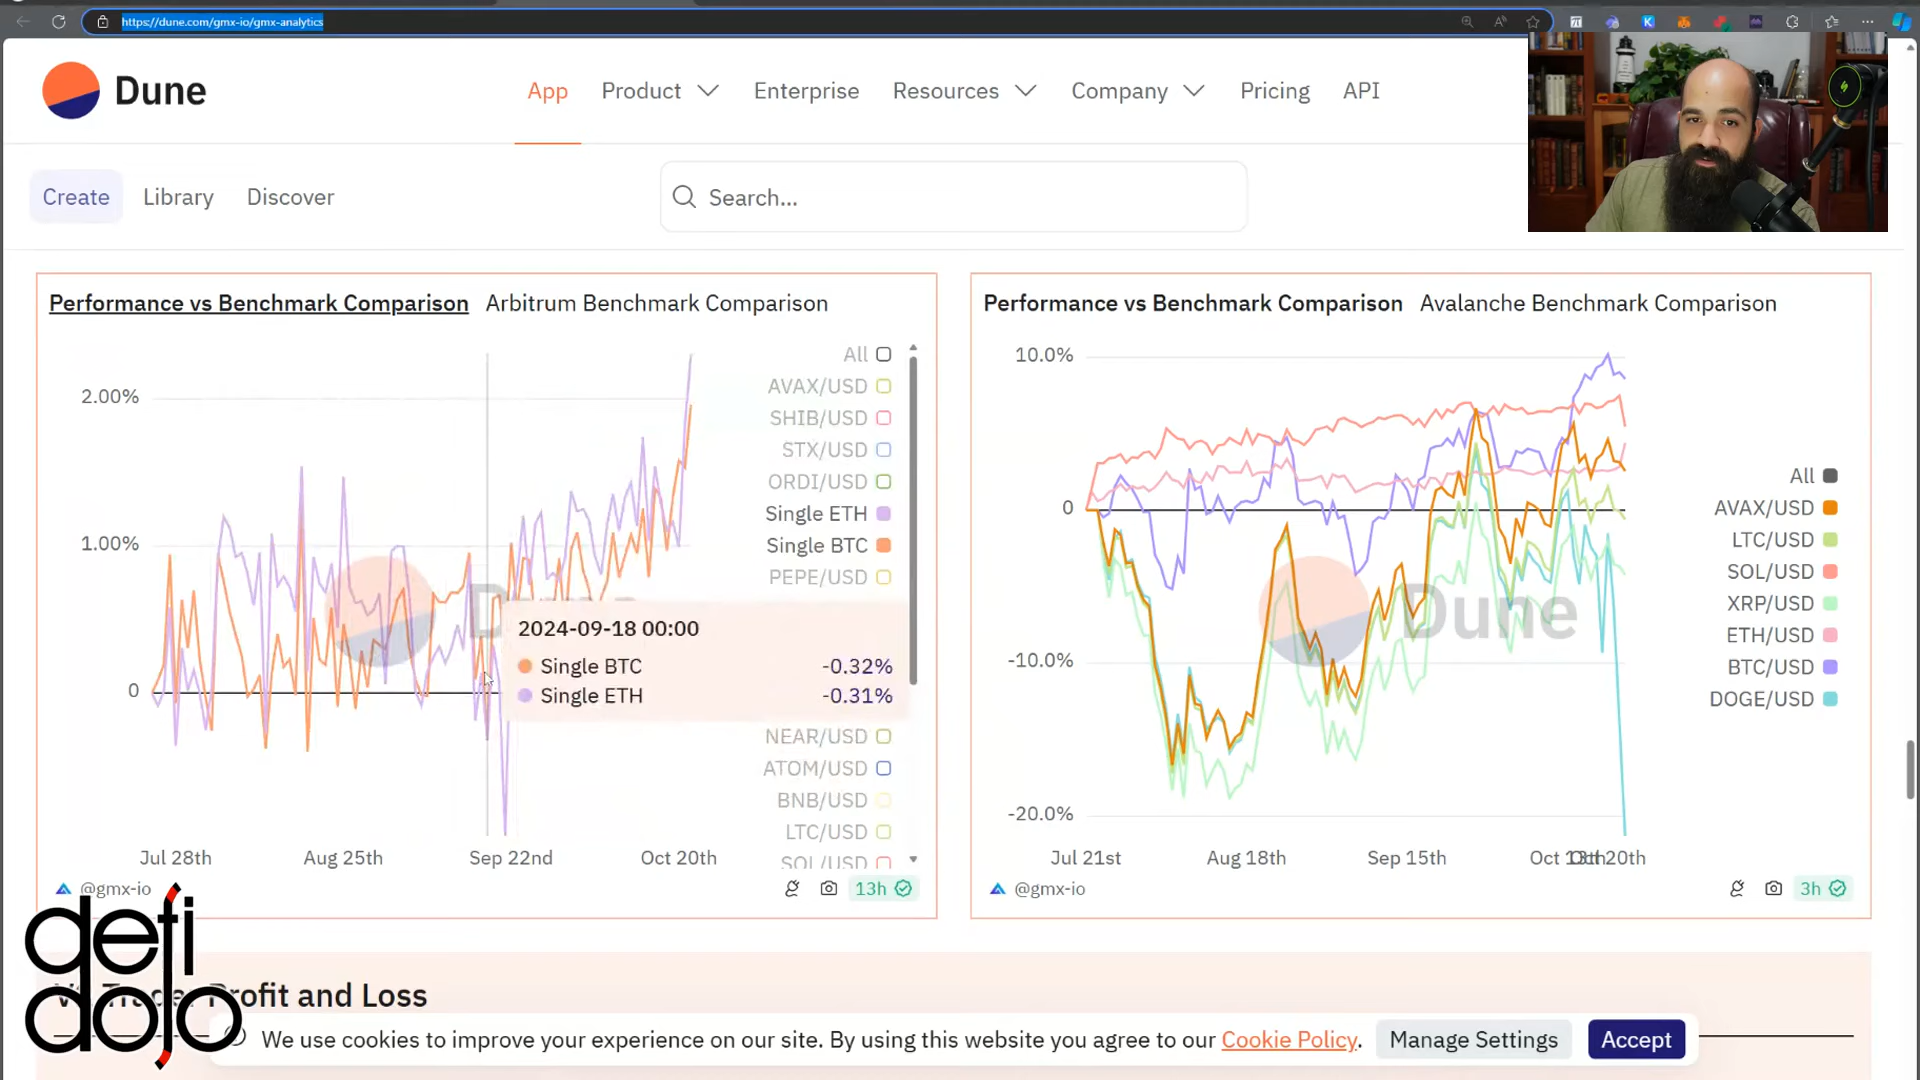 https://dune.com/gmx-io/gmx-analytics
Dune
App
Product
Enterprise
Resources
Company
Pricing
API
Create
Library
Discover
Search...
Performance vs Benchmark Comparison Arbitrum Benchmark Comparison
2.00%
1.00%
0
All
AVAX/USD
SHIB/USD
STX/USD
ORDI/USD
Single ETH
Single BTC
PEPE/USD
2024-09-18 00:00
Single BTC -0.32%
Single ETH -0.31%
NEAR/USD
ATOM/USD
BNB/USD
LTC/USD
SOL/USD
Jul 28th
Aug 25th
Sep 22nd
Oct 20th
@gmx-io
13h
Performance vs Benchmark Comparison Avalanche Benchmark Comparison
10.0%
0
-10.0%
-20.0%
Dune
All
AVAX/USD
LTC/USD
SOL/USD
XRP/USD
ETH/USD
BTC/USD
DOGE/USD
Jul 21st
Aug 18th
Sep 15th
Oct 13th
Oct 20th
@gmx-io
3h
Profit and Loss
defi
dojo
We use cookies to improve your experience on our site. By using this website you agree to our Cookie Policy.
Manage Settings
Accept